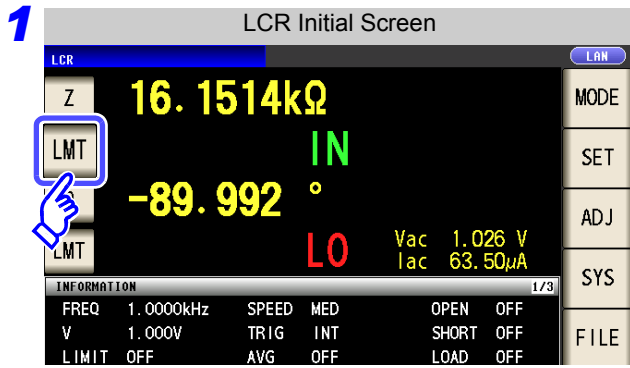 1
LCR Initial Screen
LCR
LAN
Z
16.1514kΩ
MODE
LMT
IN
SET
-89.992 °
ADJ
LMT
LO
Vac 1.026 V
Iac 63.50μA
SYS
INFORMATION
1/3
FREQ 1.0000kHz SPEED MED OPEN OFF
V 1.000V TRIG INT SHORT OFF
LIMIT OFF AVG OFF LOAD OFF
FILE